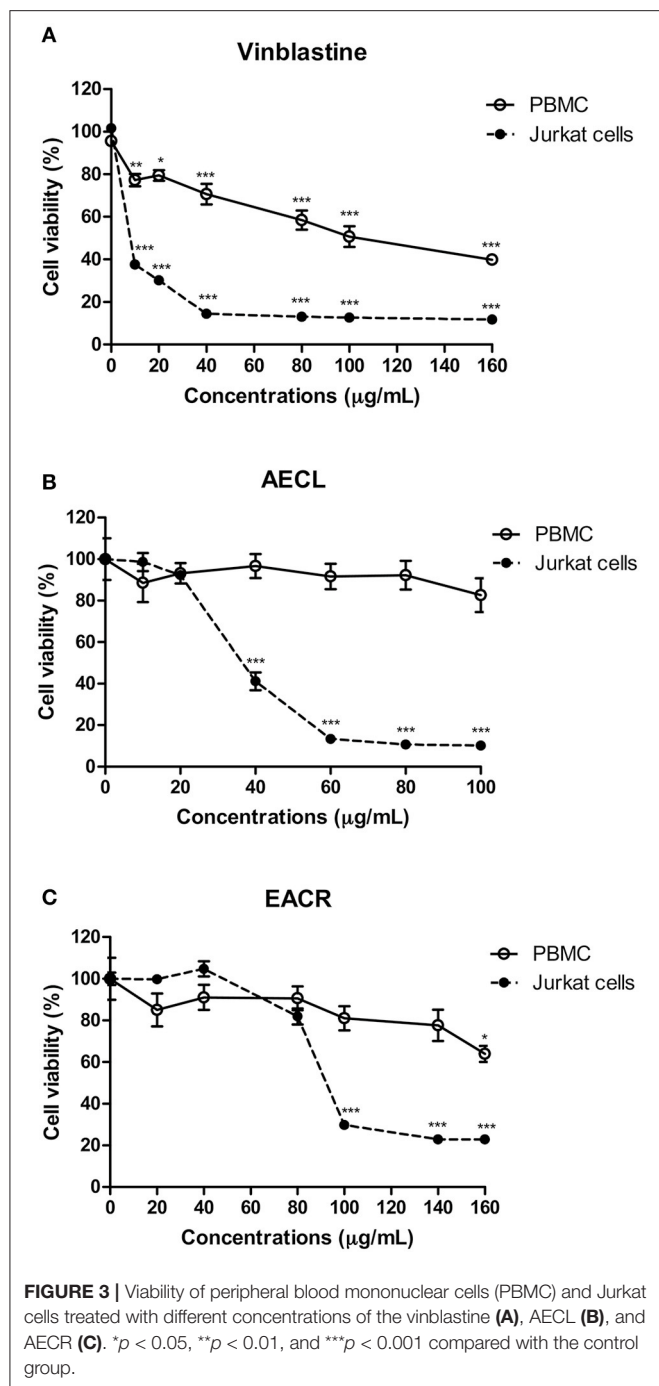 A
Vinblastine
PBMC
Jurkat cells
120
100
80
60
40
20
0
** * *** *** *** ***
*** *** *** *** *** ***
0 20 40 60 80 100 120 140 160
Cell viability (%)
Concentrations (μg/mL)
B
AECL
PBMC
Jurkat cells
120
100
80
60
40
20
0
*** *** *** ***
0 20 40 60 80 100
Cell viability (%)
Concentrations (μg/mL)
C
EACR
PBMC
Jurkat cells
120
100
80
60
40
20
0
*
*** *** ***
0 20 40 60 80 100 120 140 160
Cell viability (%)
Concentrations (μg/mL)
FIGURE 3 | Viability of peripheral blood mononuclear cells (PBMC) and Jurkat
cells treated with different concentrations of the vinblastine (A), AECL (B), and
AECR (C). *p < 0.05, **p < 0.01, and ***p < 0.001 compared with the control
group.